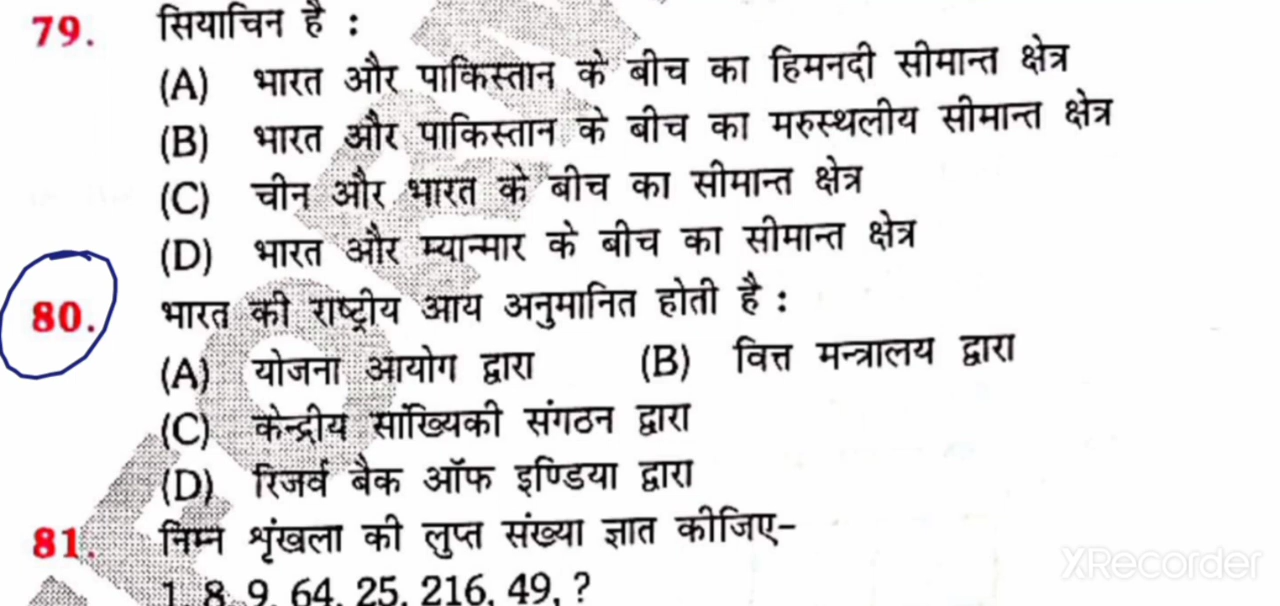 79. सियाचिन है :
(A) भारत और पाकिस्तान के बीच का हिमनदी सीमान्त क्षेत्र
(B) भारत और पाकिस्तान के बीच का मरुस्थलीय सीमान्त क्षेत्र
(C) चीन और भारत के बीच का सीमान्त क्षेत्र
(D) भारत और म्यान्मार के बीच का सीमान्त क्षेत्र
80. भारत की राष्ट्रीय आय अनुमानित होती है :
(A) योजना आयोग द्वारा (B) वित्त मन्त्रालय द्वारा
(C) केन्द्रीय सांख्यिकी संगठन द्वारा
(D) रिजर्व बैक ऑफ इण्डिया द्वारा
81. निम्न शृंखला की लुप्त संख्या ज्ञात कीजिए–
1, 8, 9, 64, 25, 216, 49, ?
XRecorder